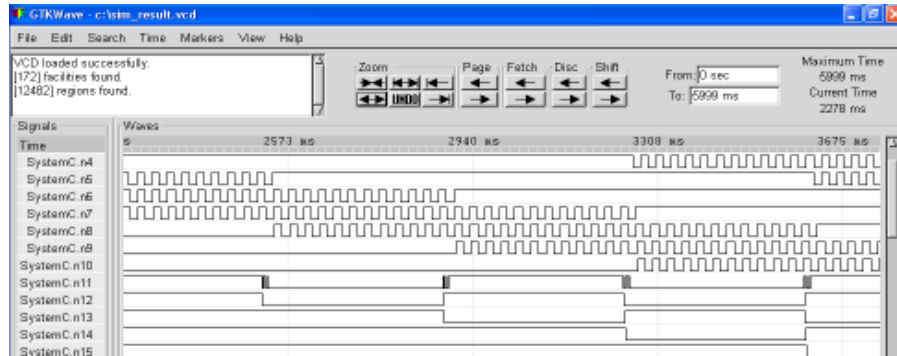 GTKWave - c:\sim_result.vcd
File Edit Search Time Markers View Help
VCD loaded successfully.
[172] facilities found.
[12482] regions found.
Zoom Page Fetch Disc Shift
UNDO
From: 0 sec
To: 5999 ms
Maximum Time
5999 ms
Current Time
2278 ms
Signals Waves
Time s 2573 ms 2940 ms 3308 ms 3675 ms
SystemC.n4
SystemC.n5
SystemC.n6
SystemC.n7
SystemC.n8
SystemC.n9
SystemC.n10
SystemC.n11
SystemC.n12
SystemC.n13
SystemC.n14
SystemC.n15